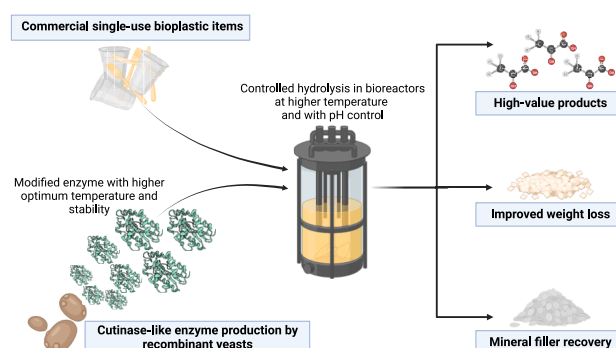 Commercial single-use bioplastic items
Controlled hydrolysis in bioreactors
at higher temperature
and with pH control
High-value products
Modified enzyme with higher
optimum temperature and
stability
Improved weight loss
Cutinase-like enzyme production by
recombinant yeasts
Mineral filler recovery